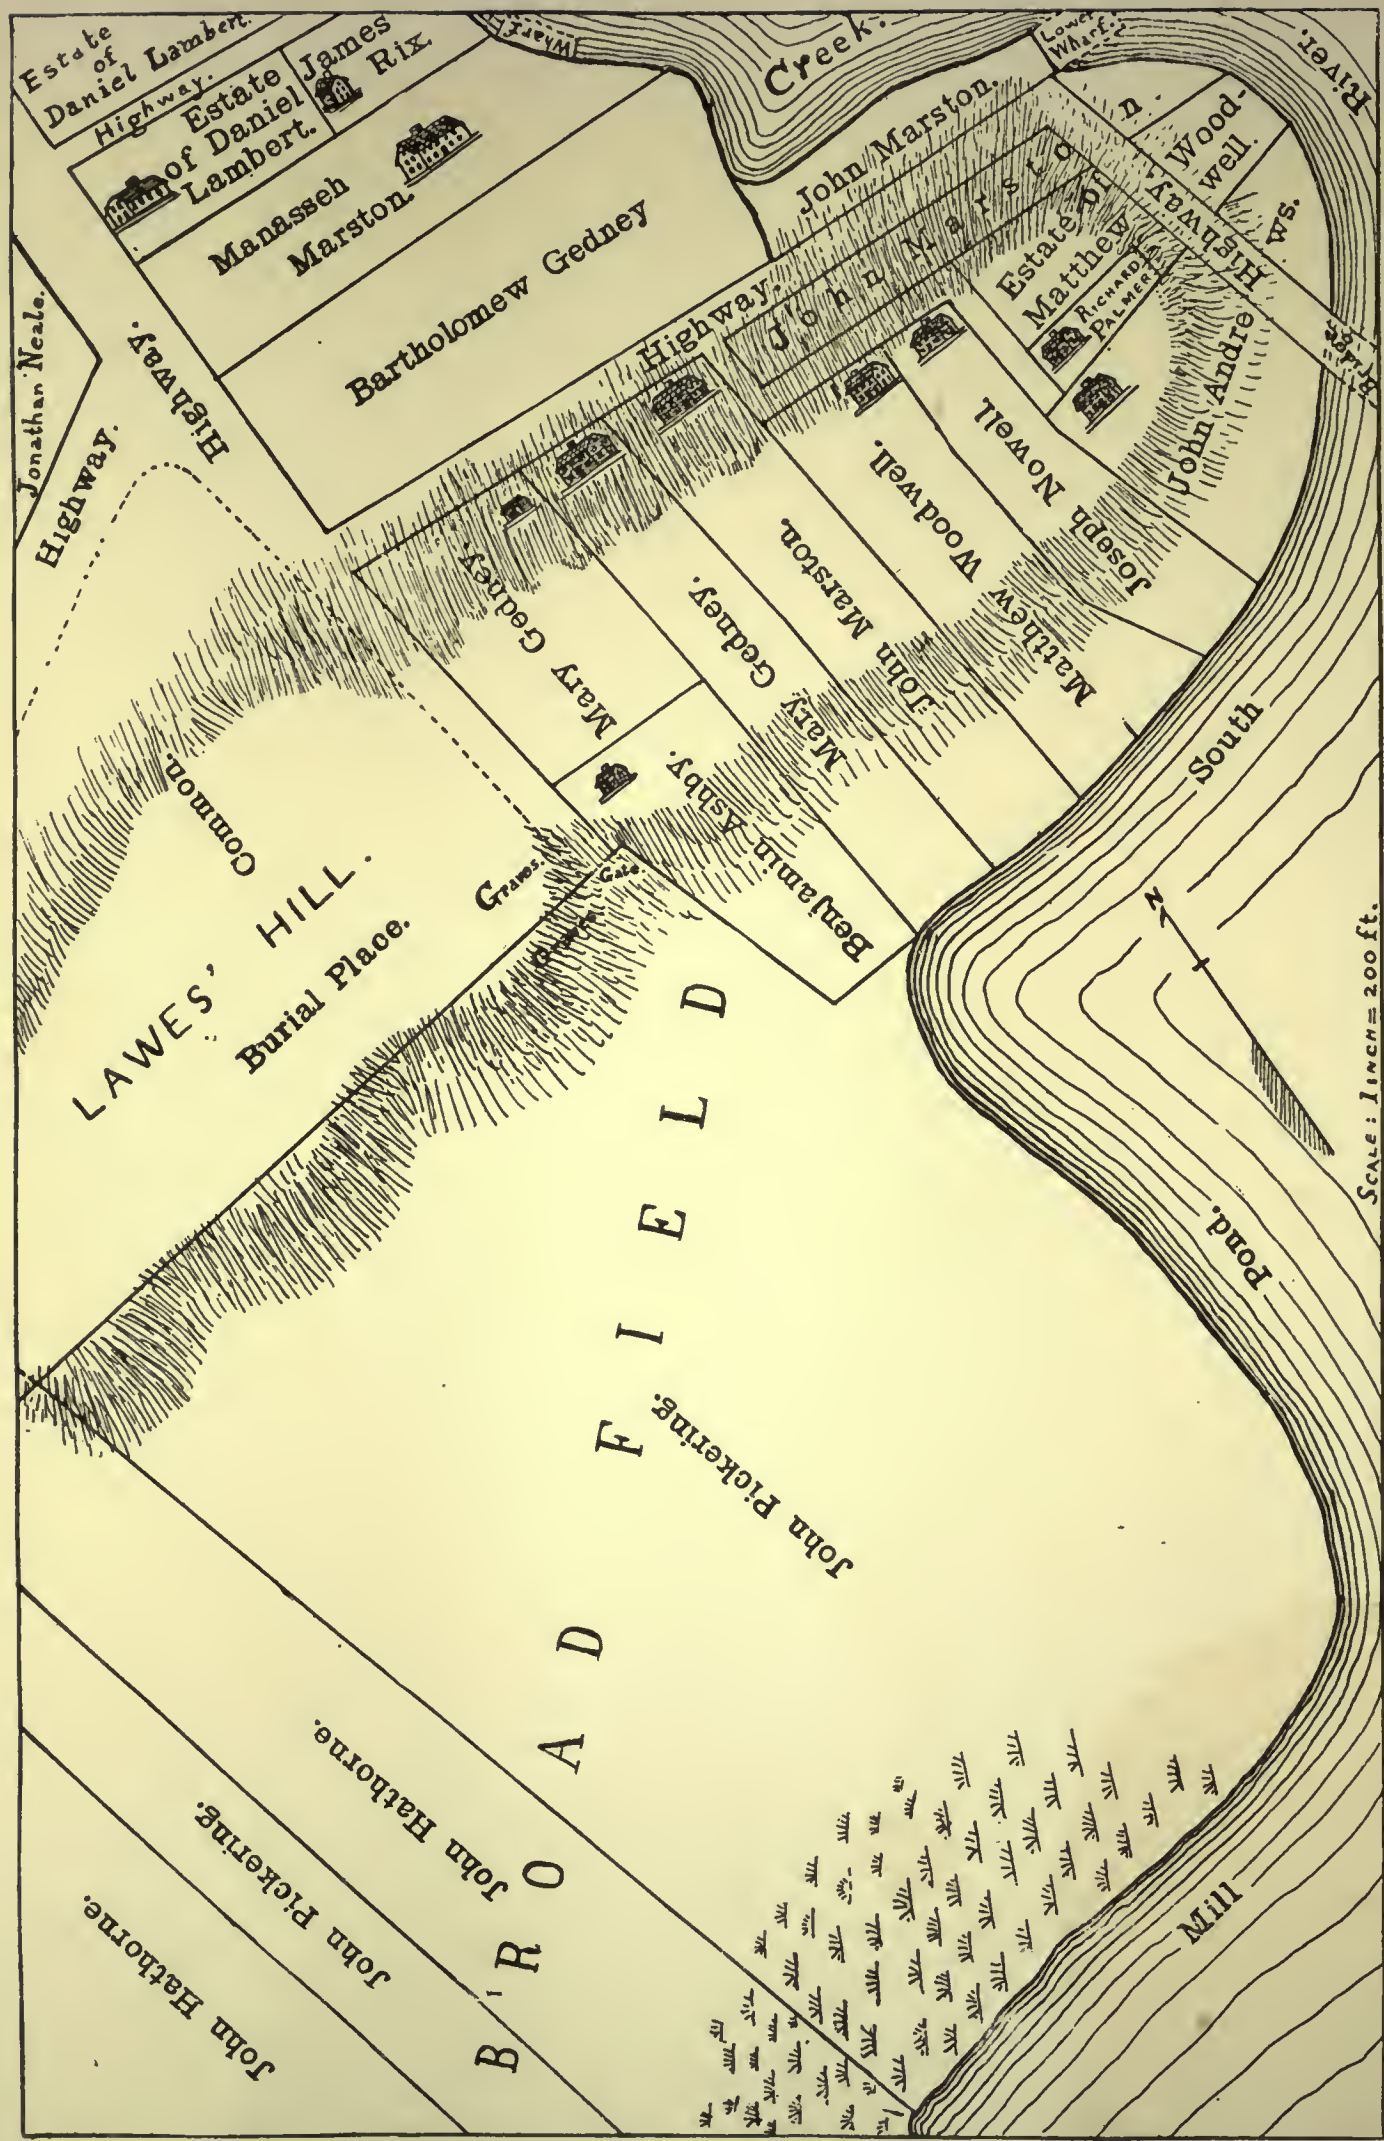 Estate
of
Daniel Lambert.
Highway.
Estate
of Daniel
Lambert.
James
Rix.
Wharf.
Creek.
Lower
Wharf.
River.
Manasseh
Marston.
Bartholomew Gedney
John Marston.
John Marston.
Wood-
well.
Highway.
Highway
Estate of
Matthew
RICHARD
PALMER
John Andrews.
Bridge.
Jonathan Neale.
Highway.
Highway.
Mary Gedney.
Mary Gedney.
John Marston.
Matthew Woodwell.
Joseph Nowell.
Benjamin Ashby.
Common.
LAWES' HILL.
Burial Place.
Graves.
Gate.
Graves.
South
Pond.
Mill
N
SCALE: 1 INCH = 200 ft.
BROAD FIELD
John Pickering.
John Hathorne.
John Pickering.
John Hathorne.